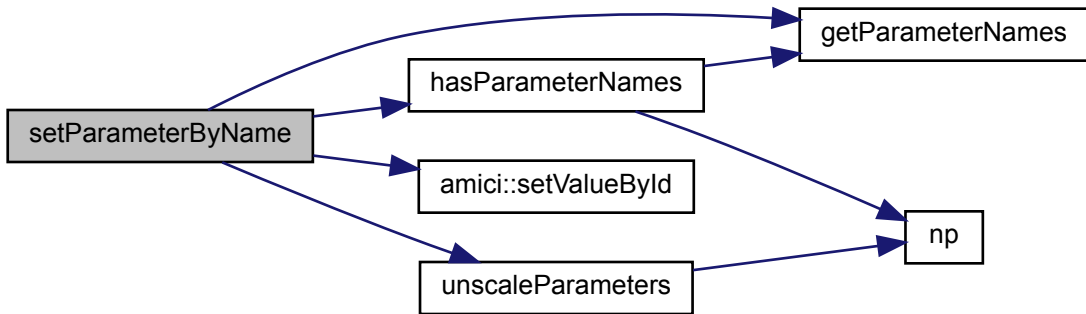 getParameterNames
hasParameterNames
setParameterByName
amici::setValueById
np
unscaleParameters